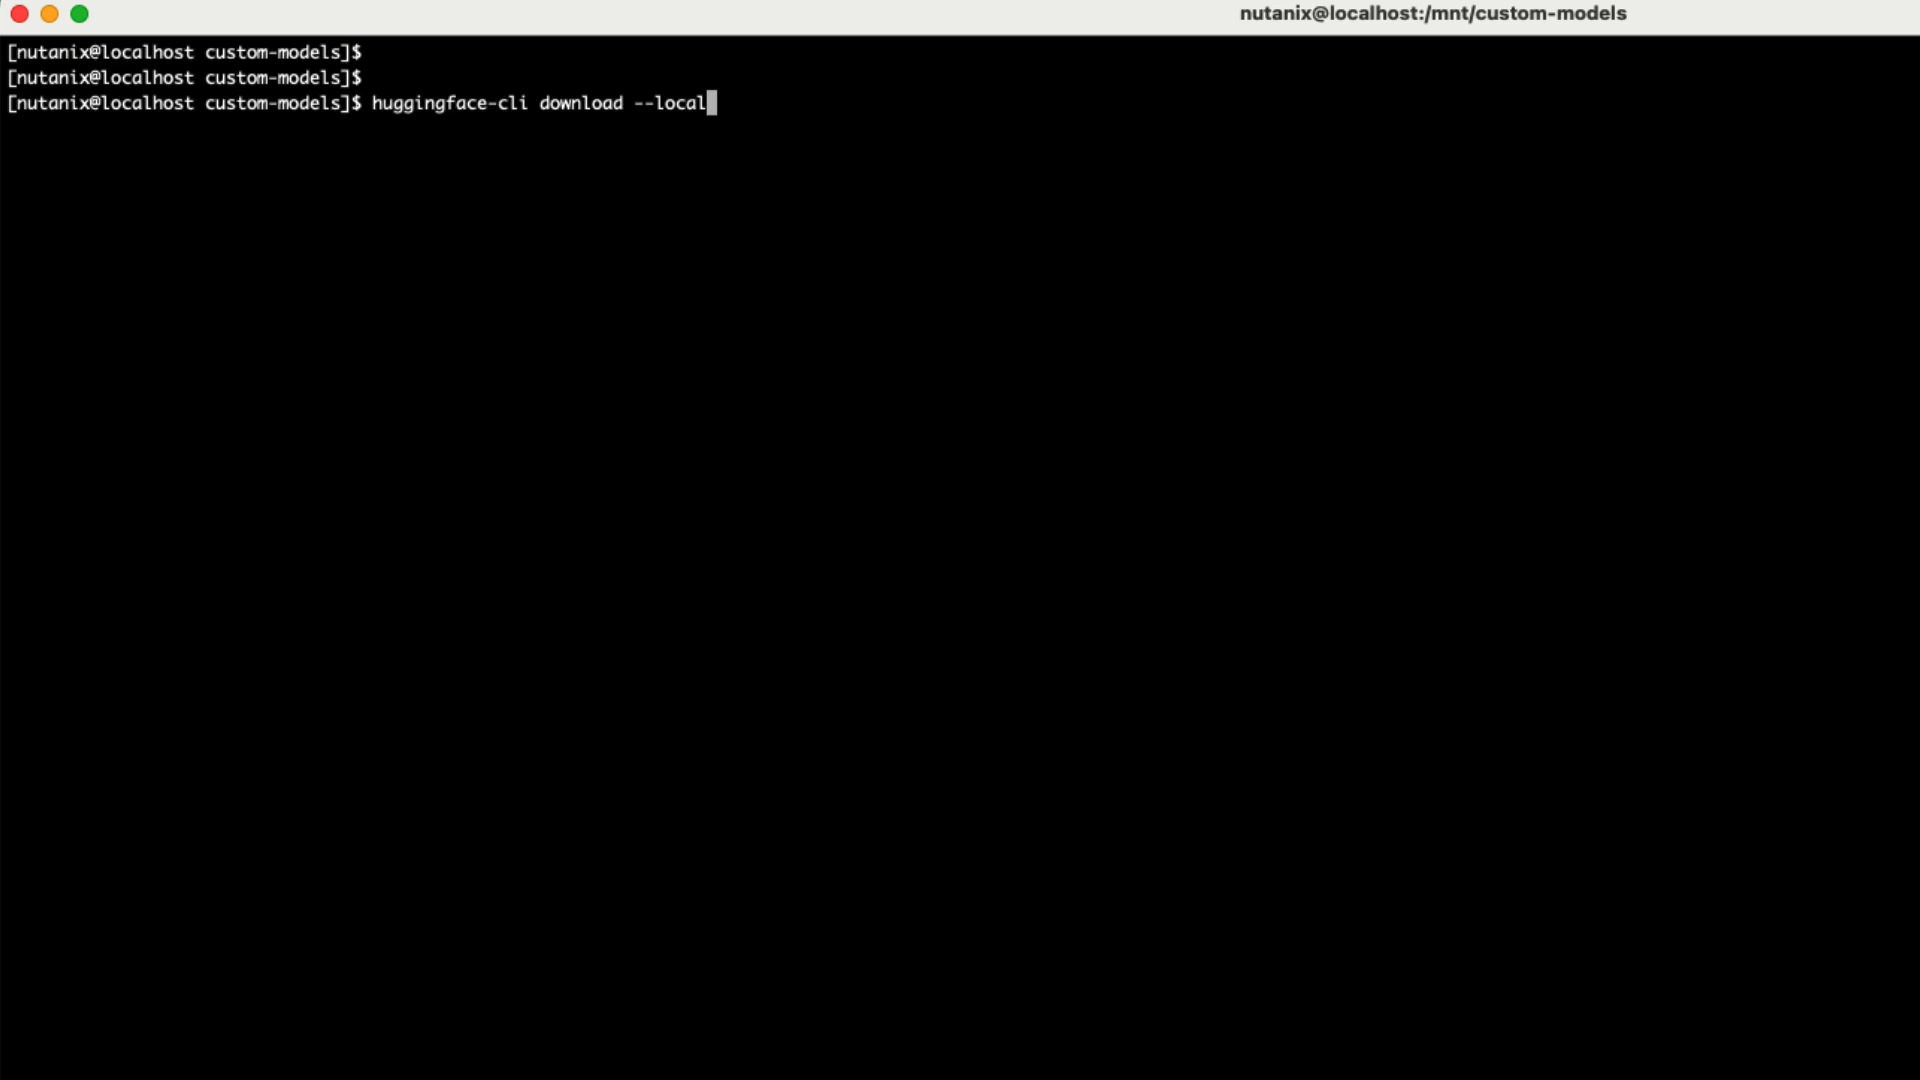 nutanix@localhost:/mnt/custom-models
[nutanix@localhost custom-models]$
[nutanix@localhost custom-models]$
[nutanix@localhost custom-models]$ huggingface-cli download --local